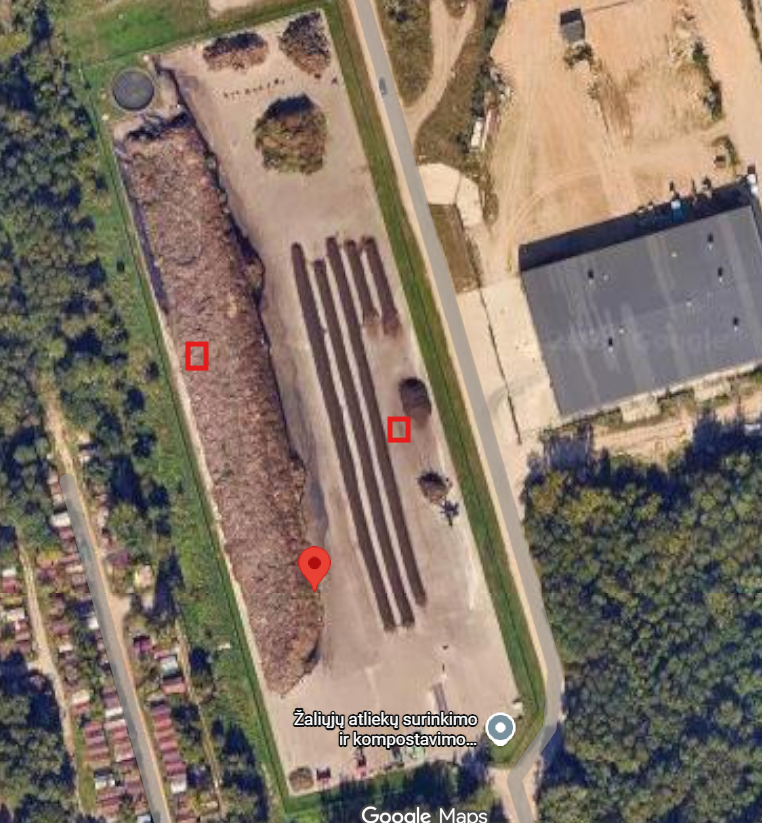 Žaliųjų atliekų surinkimo
ir kompostavimo...
Google Maps